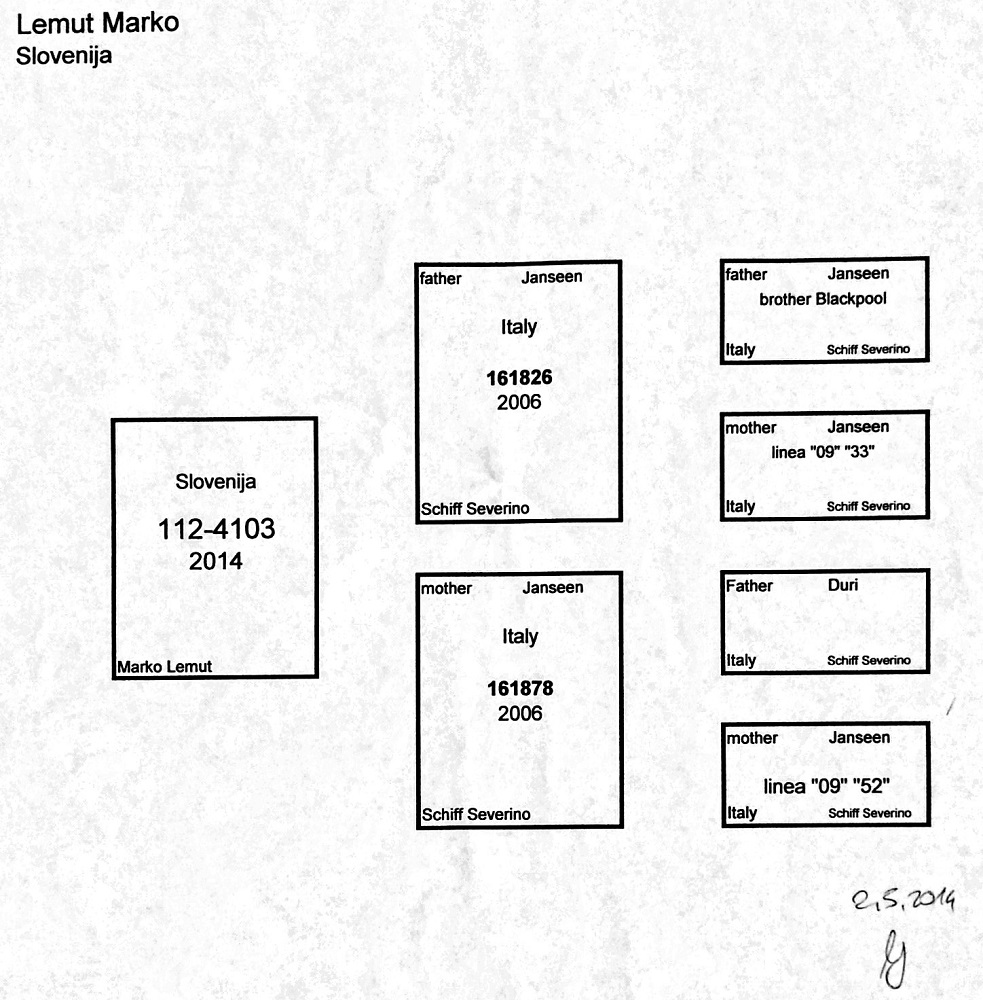 Lemut Marko
Slovenija
Slovenija
112-4103
2014
Marko Lemut
father Janseen
Italy
161826
2006
Schiff Severino
mother Janseen
Italy
161878
2006
Schiff Severino
father Janseen
brother Blackpool
Italy Schiff Severino
mother Janseen
linea "09" "33"
Italy Schiff Severino
Father Duri
Italy Schiff Severino
mother Janseen
linea "09" "52"
Italy Schiff Severino
2.5.2014